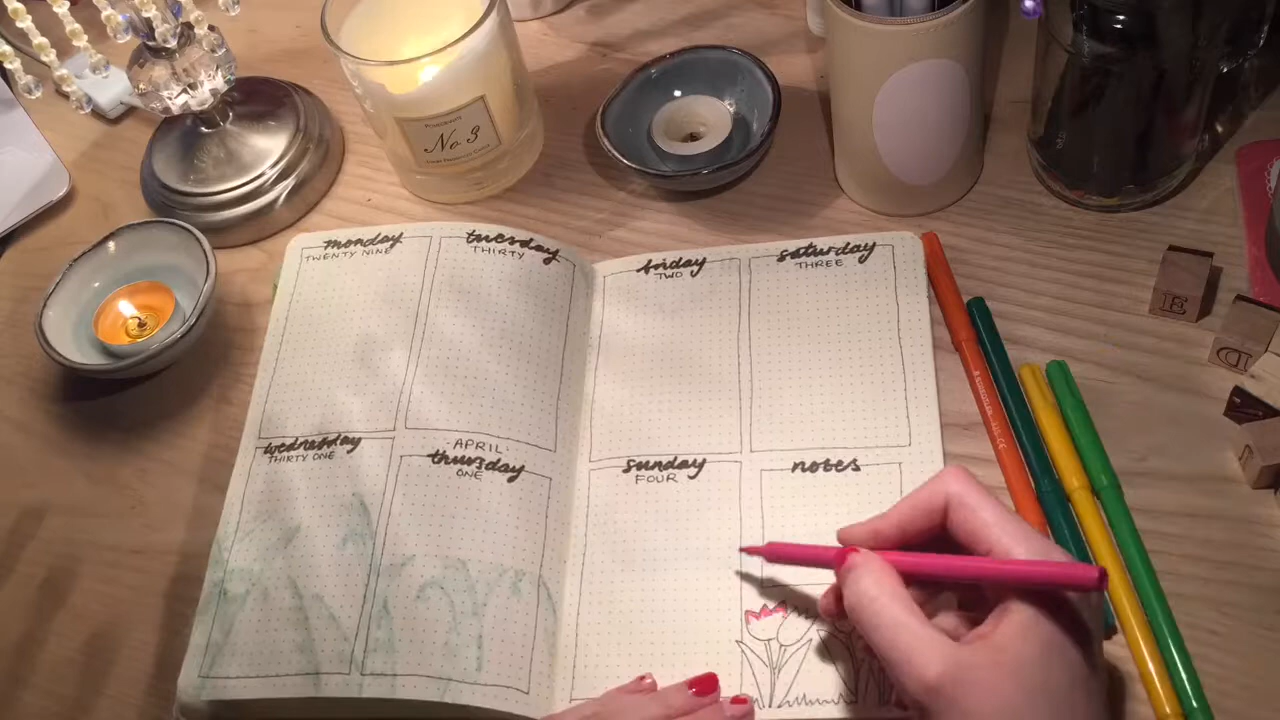 No.3
monday
TWENTY NINE
tuesday
THIRTY
friday
TWO
saturday
THREE
wednesday
THIRTY ONE
APRIL
thursday
ONE
sunday
FOUR
notes
STAEDTLER
E
D